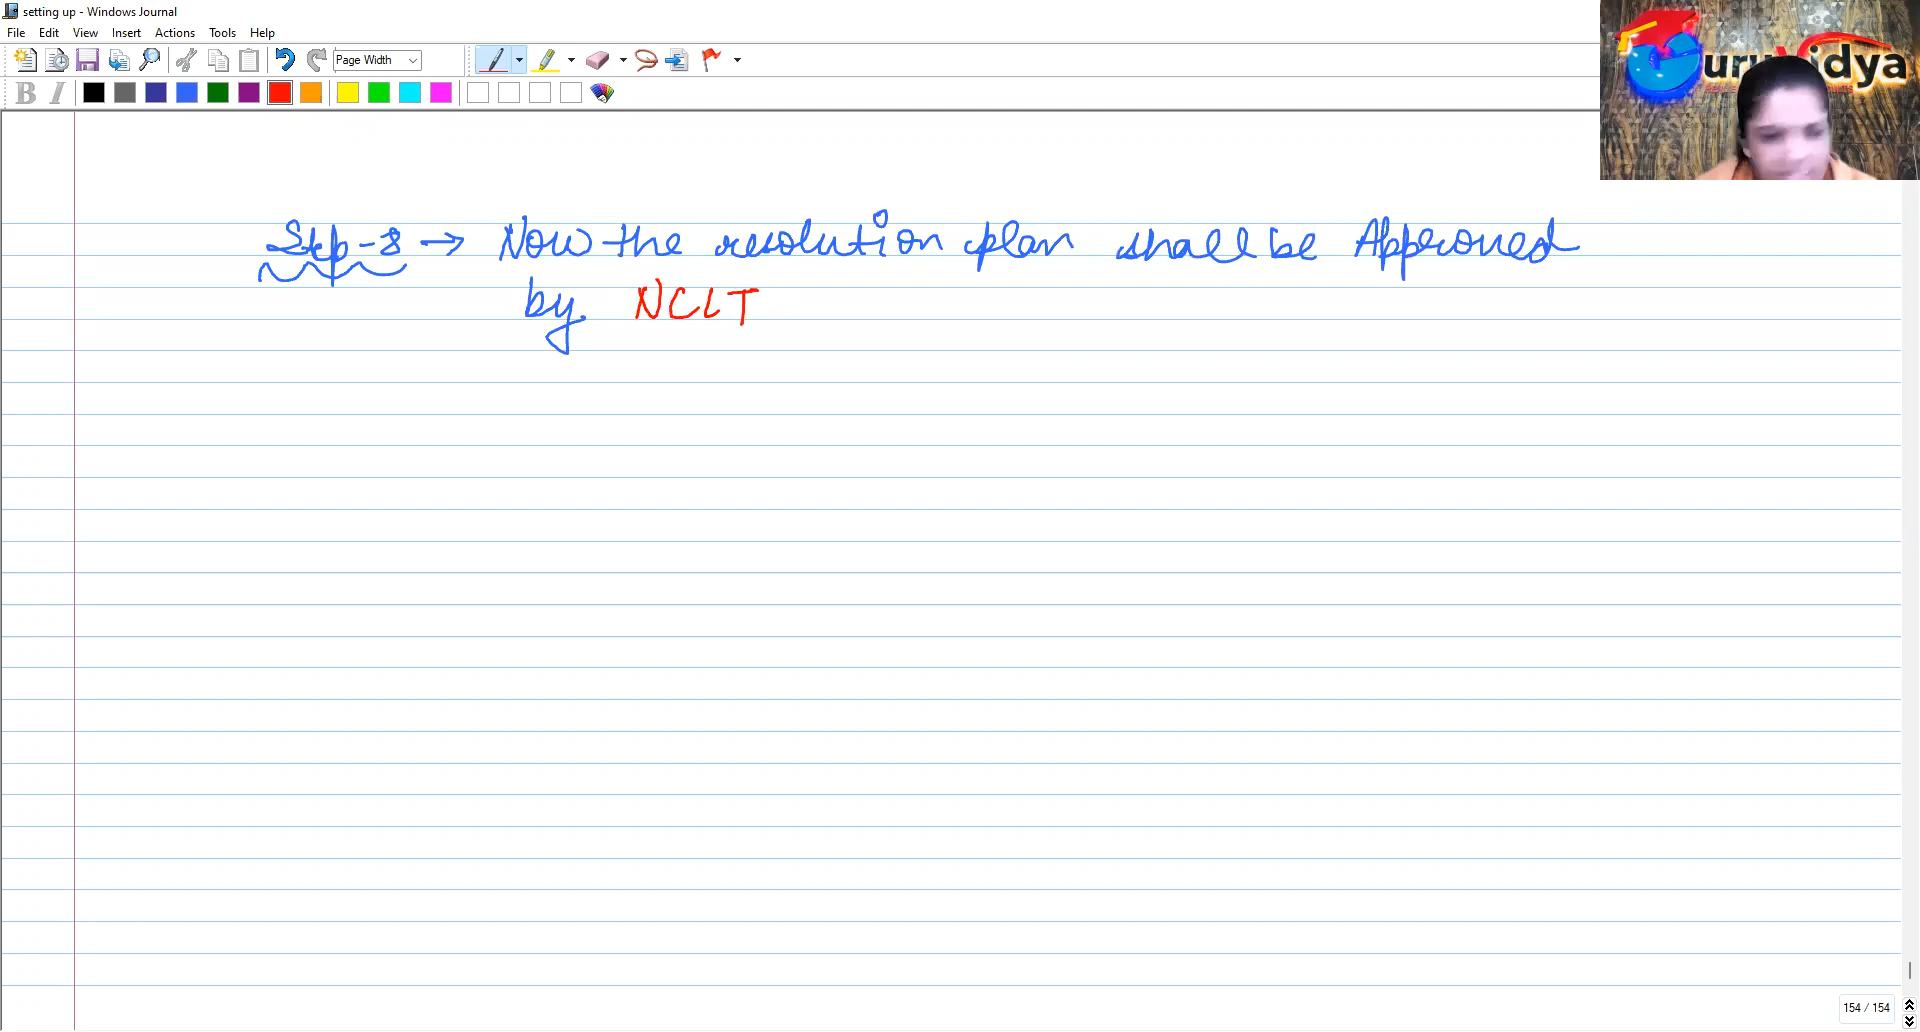 setting up - Windows Journal
File Edit View Insert Actions Tools Help
Page Width
B I
GuruVidya
Step-8 → Now the resolution plan shall be Approved
by NCLT
154 / 154